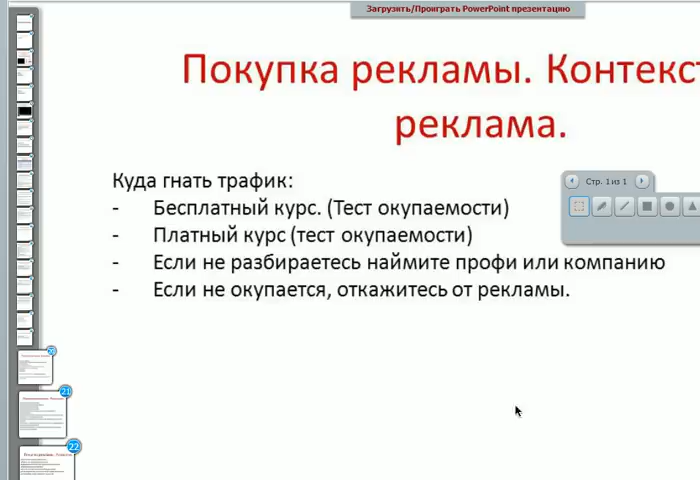 Загрузить/Проиграть PowerPoint презентацию
Покупка рекламы. Контекст
реклама.
Куда гнать трафик:
- Бесплатный курс. (Тест окупаемости)
- Платный курс (тест окупаемости)
- Если не разбираетесь наймите профи или компанию
- Если не окупается, откажитесь от рекламы.
Стр. 1 из 1
20
21
22